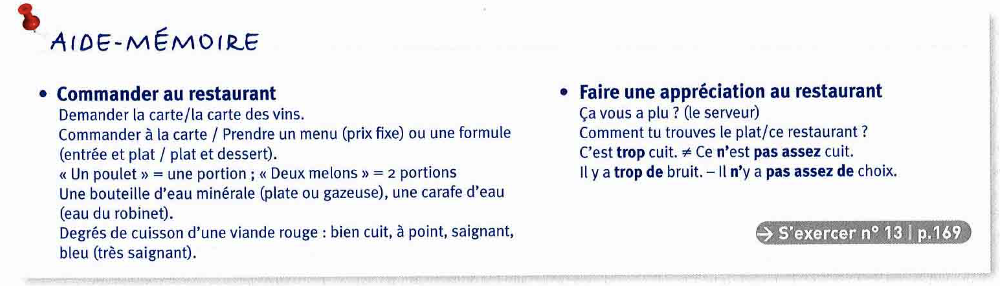 AIDE-MÉMOIRE
• Commander au restaurant
Demander la carte/la carte des vins.
Commander à la carte / Prendre un menu (prix fixe) ou une formule
(entrée et plat / plat et dessert).
« Un poulet » = une portion ; « Deux melons » = 2 portions
Une bouteille d'eau minérale (plate ou gazeuse), une carafe d'eau
(eau du robinet).
Degrés de cuisson d'une viande rouge : bien cuit, à point, saignant,
bleu (très saignant).
• Faire une appréciation au restaurant
Ça vous a plu ? (le serveur)
Comment tu trouves le plat/ce restaurant ?
C'est trop cuit. ≠ Ce n'est pas assez cuit.
Il y a trop de bruit. – Il n'y a pas assez de choix.
→ S'exercer n° 13 | p.169